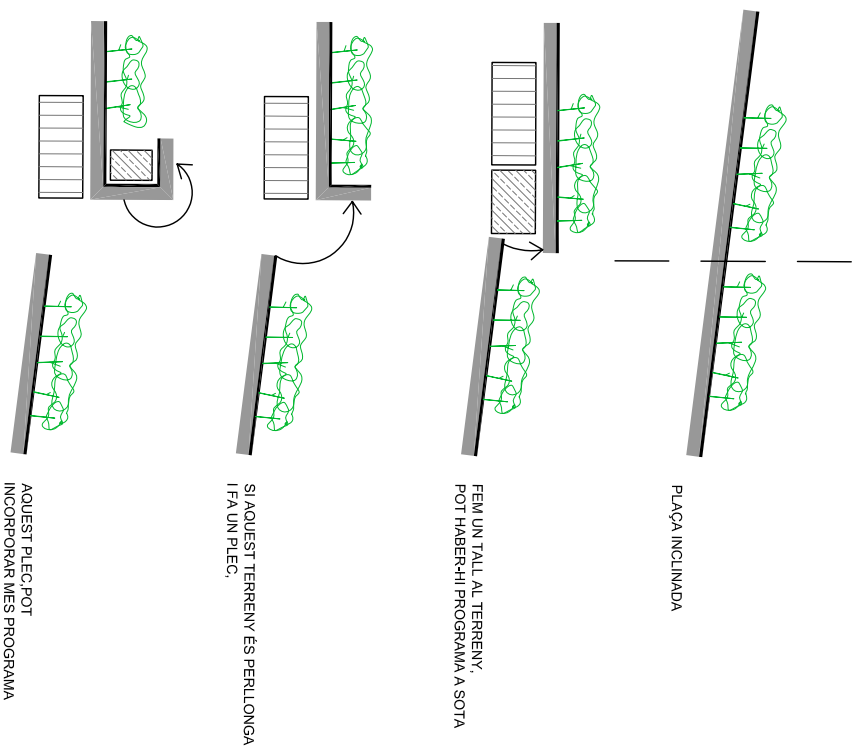 PLAÇA INCLINADA
FEM UN TALL AL TERRENY,
POT HABER-HI PROGRAMA A SOTA
SI AQUEST TERRENY ÉS PERLLONGA
I FA UN PLEC,
AQUEST PLEC,POT
INCORPORAR MES PROGRAMA